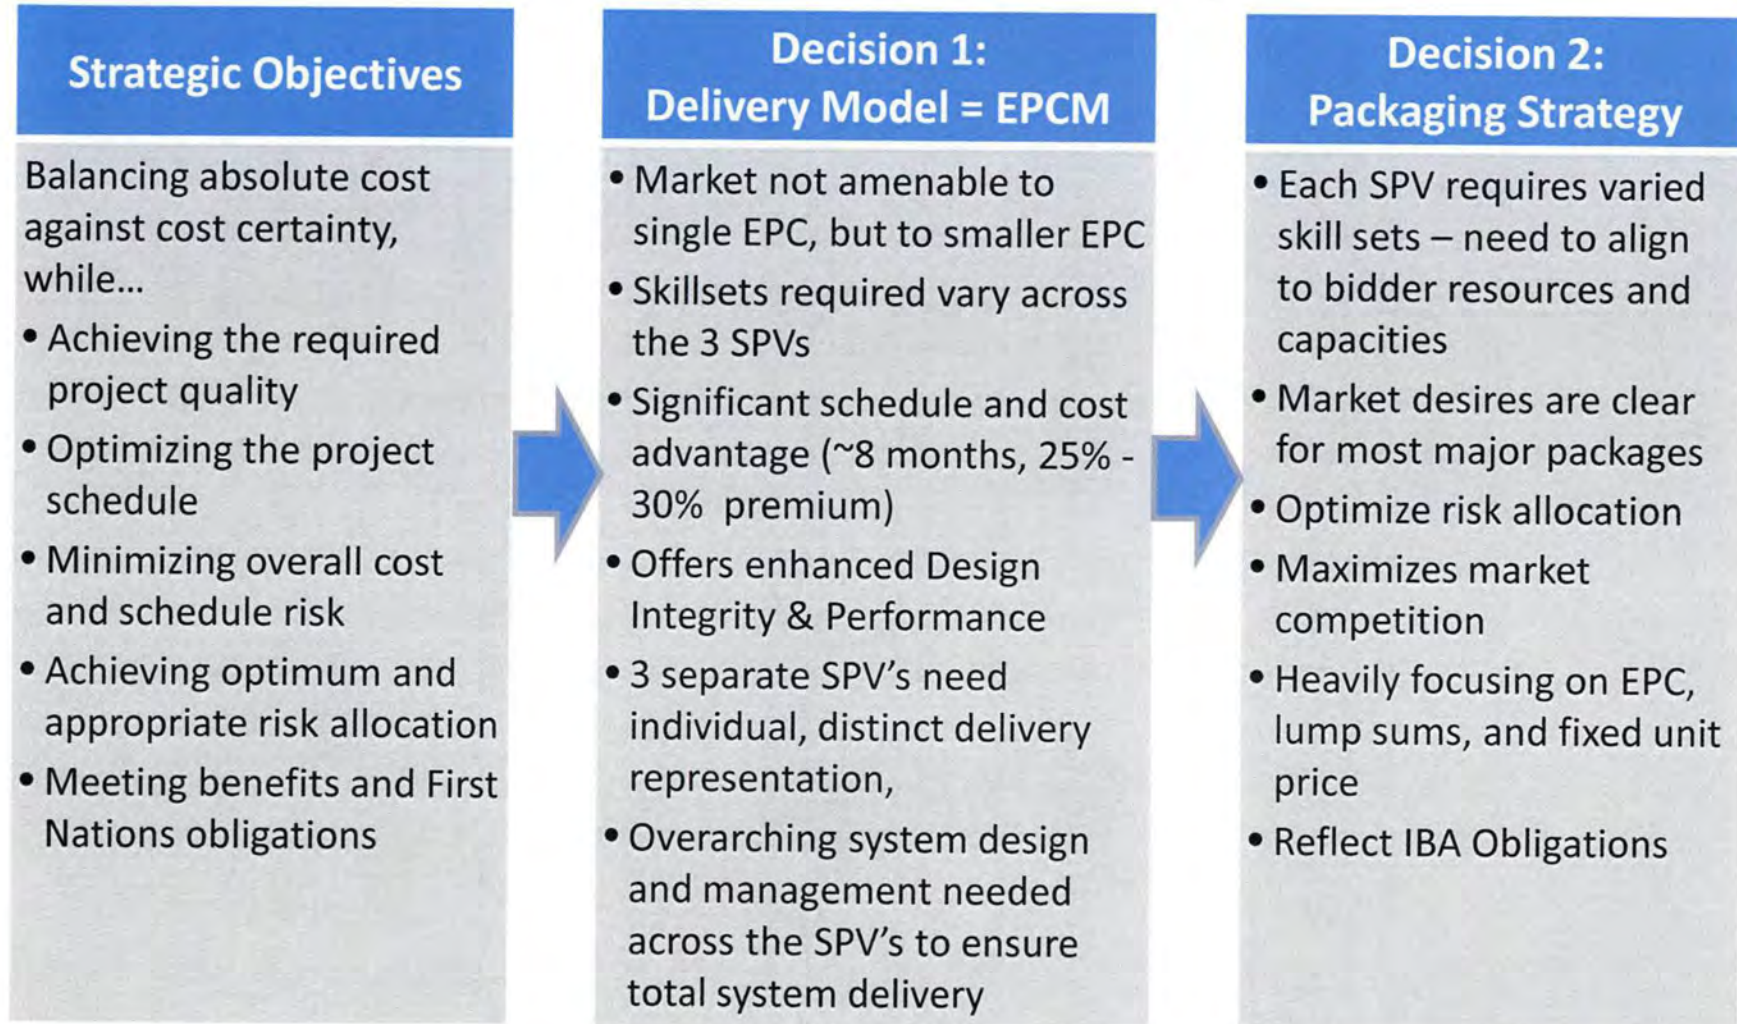 Strategic Objectives
Balancing absolute cost
against cost certainty,
while...
• Achieving the required
project quality
• Optimizing the project
schedule
• Minimizing overall cost
and schedule risk
• Achieving optimum and
appropriate risk allocation
• Meeting benefits and First
Nations obligations
Decision 1:
Delivery Model = EPCM
• Market not amenable to
single EPC, but to smaller EPC
• Skillsets required vary across
the 3 SPVs
• Significant schedule and cost
advantage (~8 months, 25% -
30% premium)
• Offers enhanced Design
Integrity & Performance
• 3 separate SPV's need
individual, distinct delivery
representation,
• Overarching system design
and management needed
across the SPV's to ensure
total system delivery
Decision 2:
Packaging Strategy
• Each SPV requires varied
skill sets – need to align
to bidder resources and
capacities
• Market desires are clear
for most major packages
• Optimize risk allocation
• Maximizes market
competition
• Heavily focusing on EPC,
lump sums, and fixed unit
price
• Reflect IBA Obligations